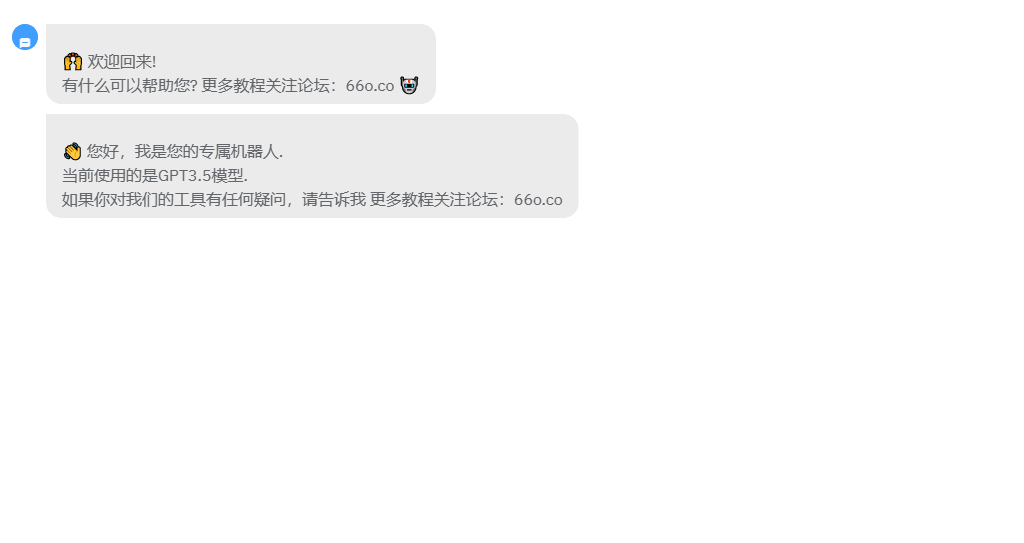 🙌 欢迎回来!
有什么可以帮助您? 更多教程关注论坛：66o.co 🤖
👋 您好，我是您的专属机器人.
当前使用的是GPT3.5模型.
如果你对我们的工具有任何疑问，请告诉我 更多教程关注论坛：66o.co